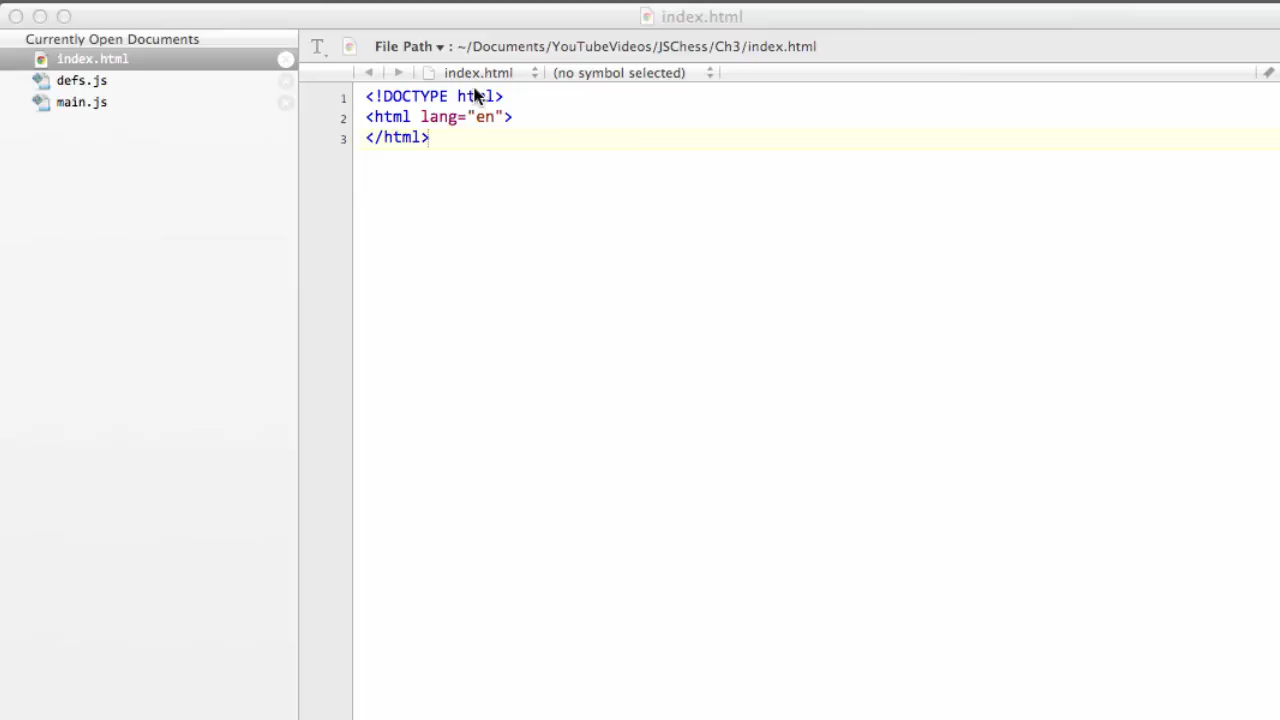 index.html
Currently Open Documents
index.html
defs.js
main.js
File Path ▾ : ~/Documents/YouTubeVideos/JSChess/Ch3/index.html
index.html (no symbol selected)
1 <!DOCTYPE html>
2 <html lang="en">
3 </html>